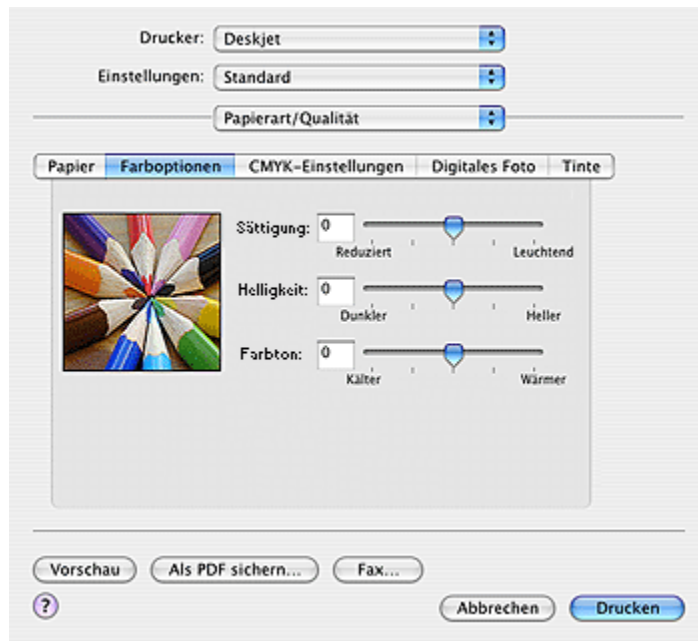 Drucker: Deskjet
Einstellungen: Standard
Papierart/Qualität
Papier Farboptionen CMYK-Einstellungen Digitales Foto Tinte
Sättigung: 0
Reduziert Leuchtend
Helligkeit: 0
Dunkler Heller
Farbton: 0
Kälter Wärmer
Vorschau Als PDF sichern... Fax...
? Abbrechen Drucken